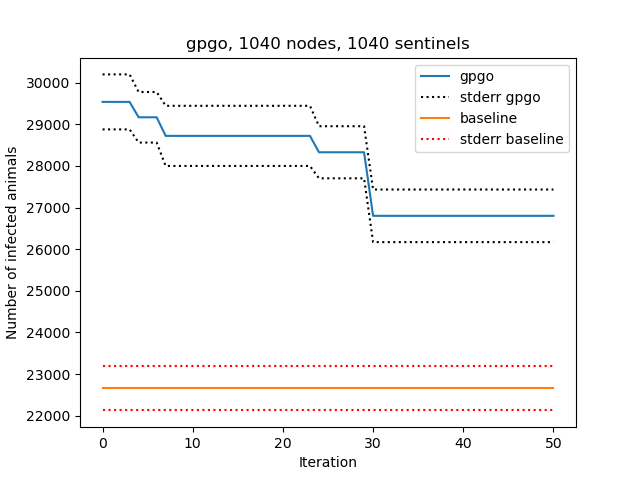 gpgo, 1040 nodes, 1040 sentinels
Number of infected animals
30000
29000
28000
27000
26000
25000
24000
23000
22000
gpgo
stderr gpgo
baseline
stderr baseline
0 10 20 30 40 50
Iteration